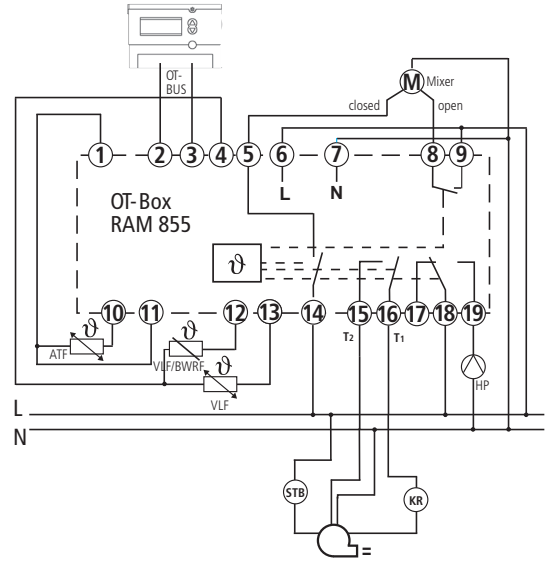 OT-
BUS
M Mixer
closed open
1 2 3 4 5 6 7 8 9
L N
OT-Box
RAM 855
ϑ
10 11 12 13 14 15 16 17 18 19
ϑ ϑ ϑ
T2 T1
ATF VLF/BWRF VLF HP
L
N
STB KR
=